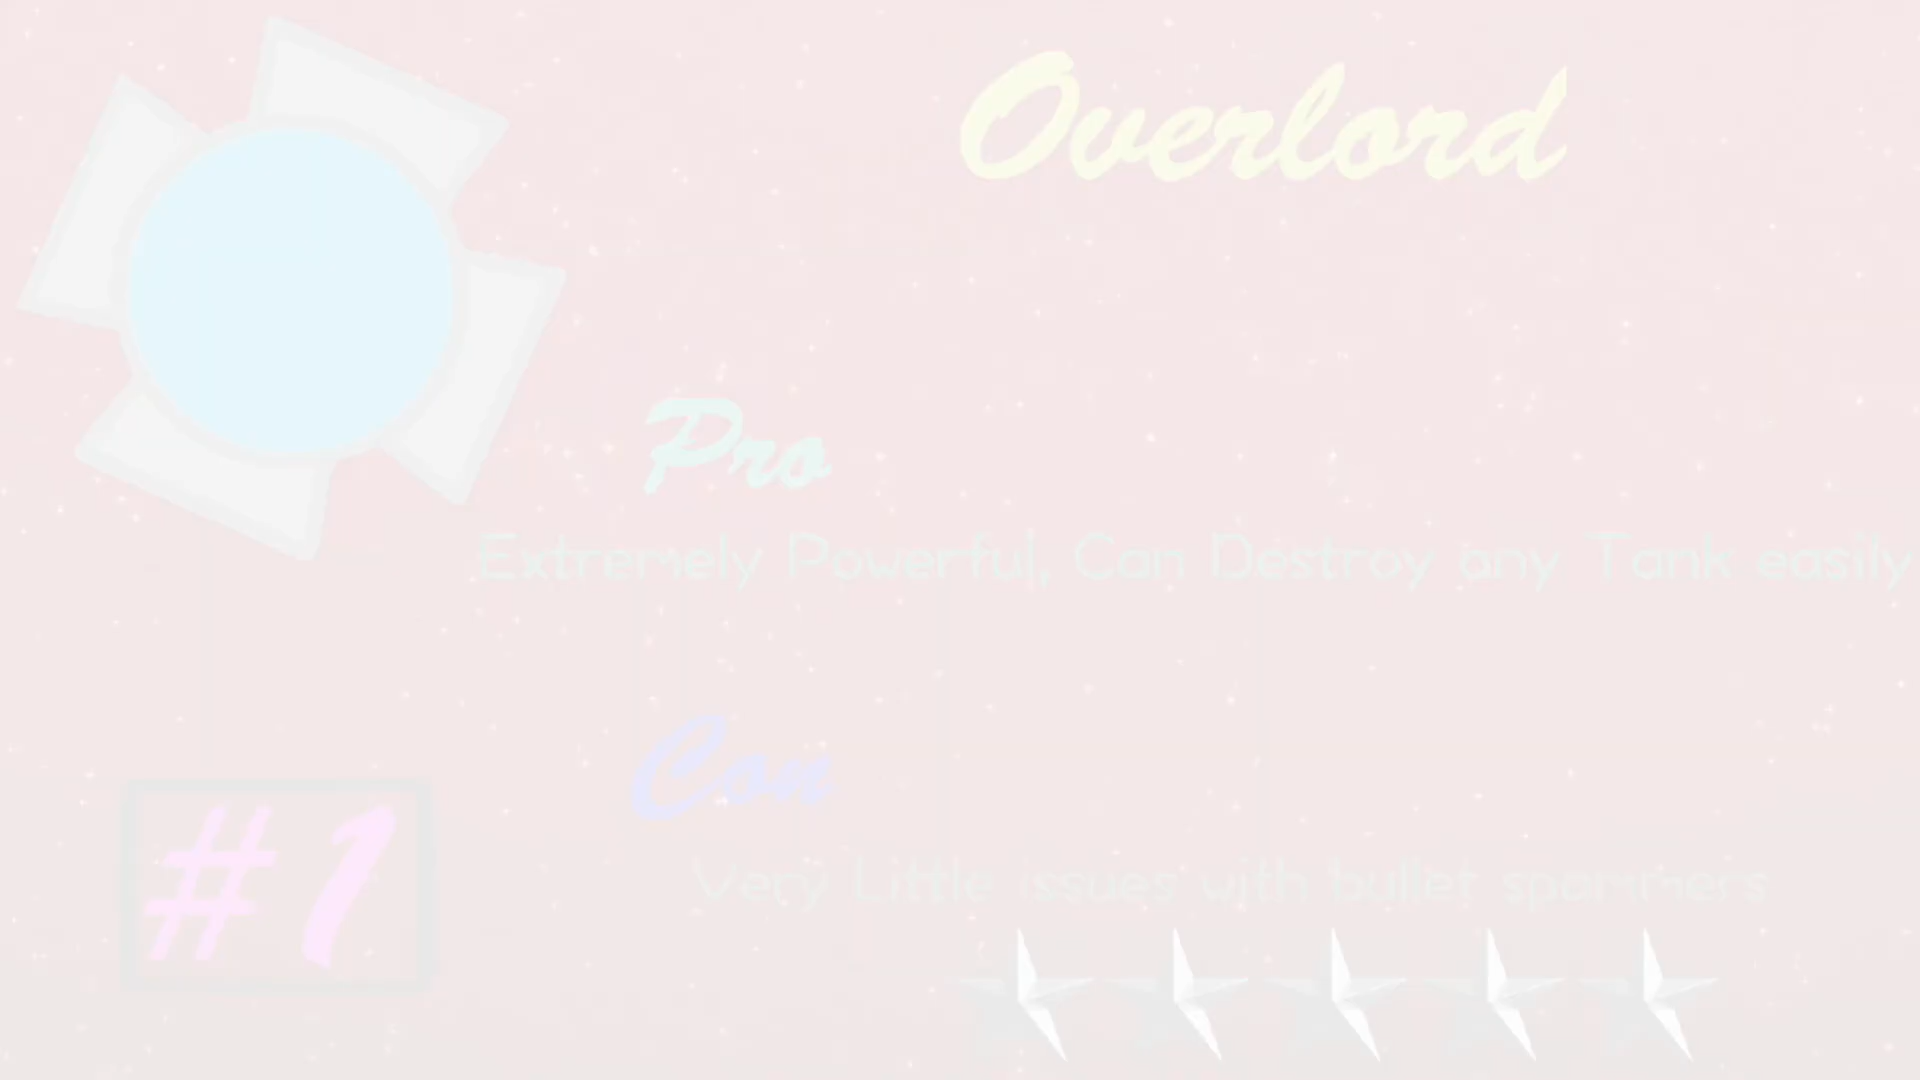 Overlord
Pro
Extremely Powerful, Can Destroy any Tank easily
Con
Very Little issues with bullet spammers
#1